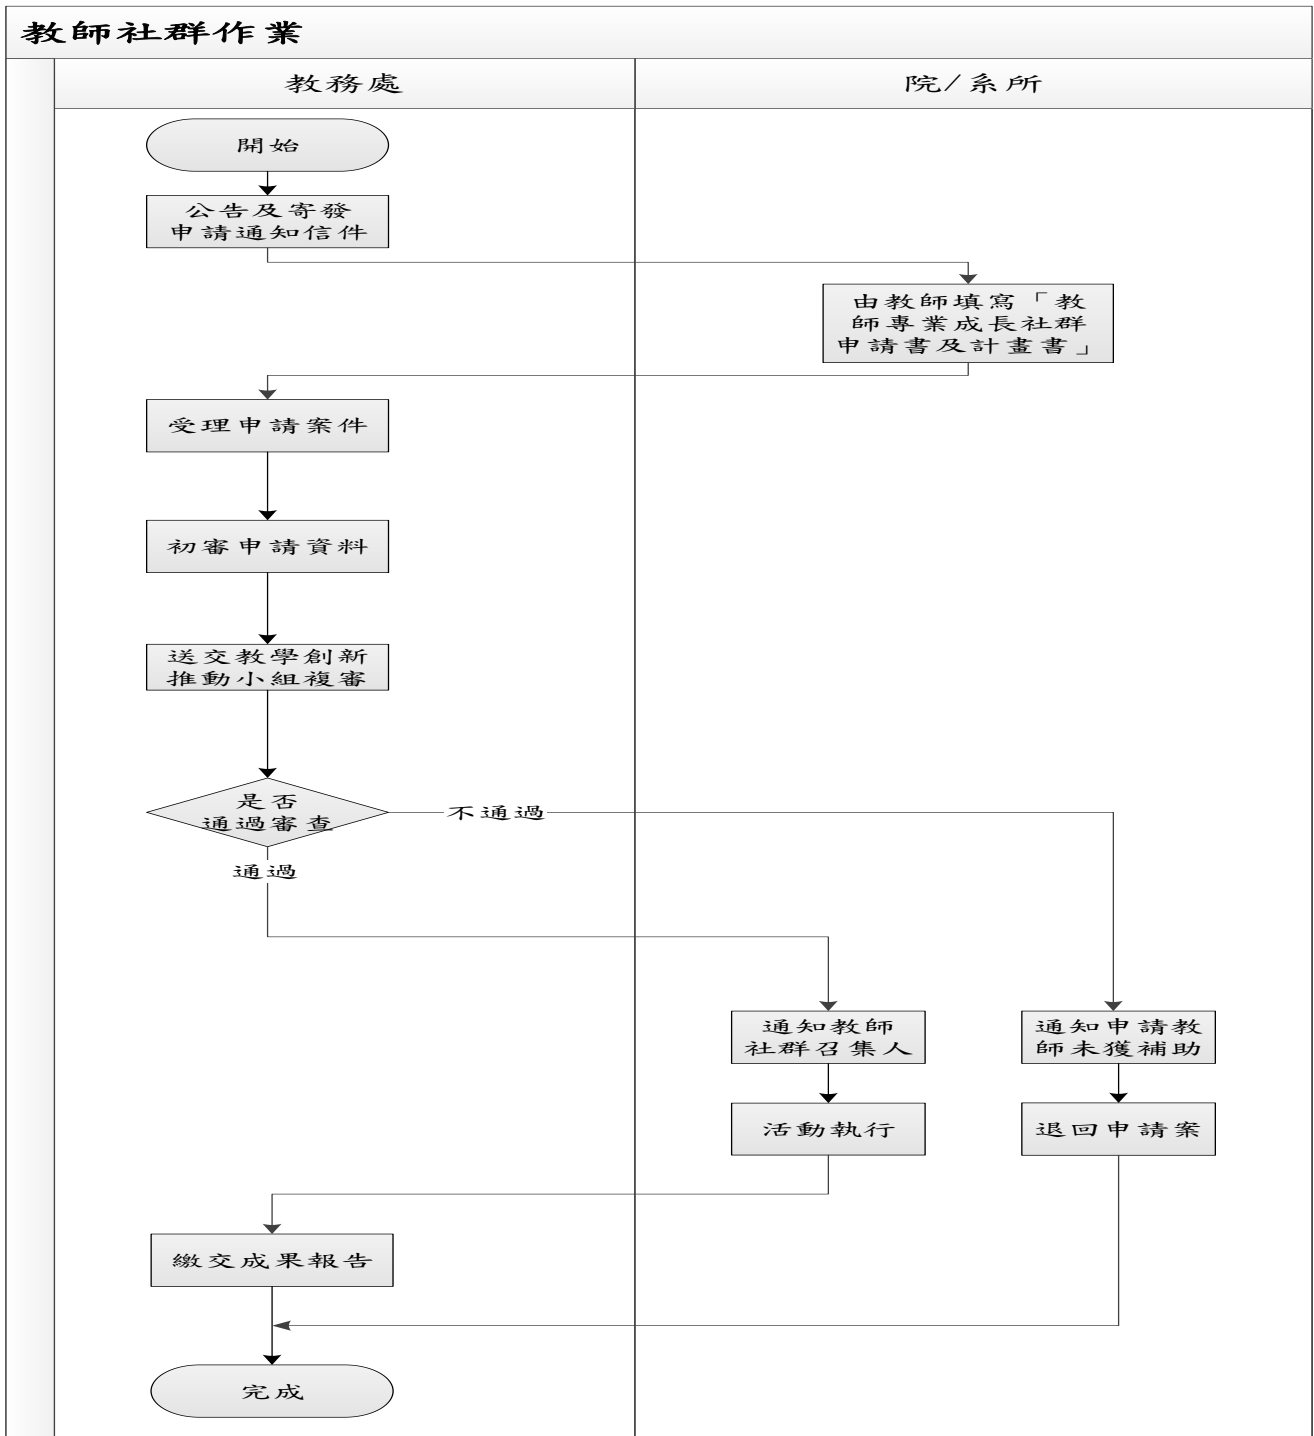 教師社群作業
教務處
院/系所
開始
公告及寄發
申請通知信件
由教師填寫「教
師專業成長社群
申請書及計畫書」
受理申請案件
初審申請資料
送交教學創新
推動小組複審
是否
通過審查
不通過
通過
通知教師
社群召集人
通知申請教
師未獲補助
活動執行
退回申請案
繳交成果報告
完成